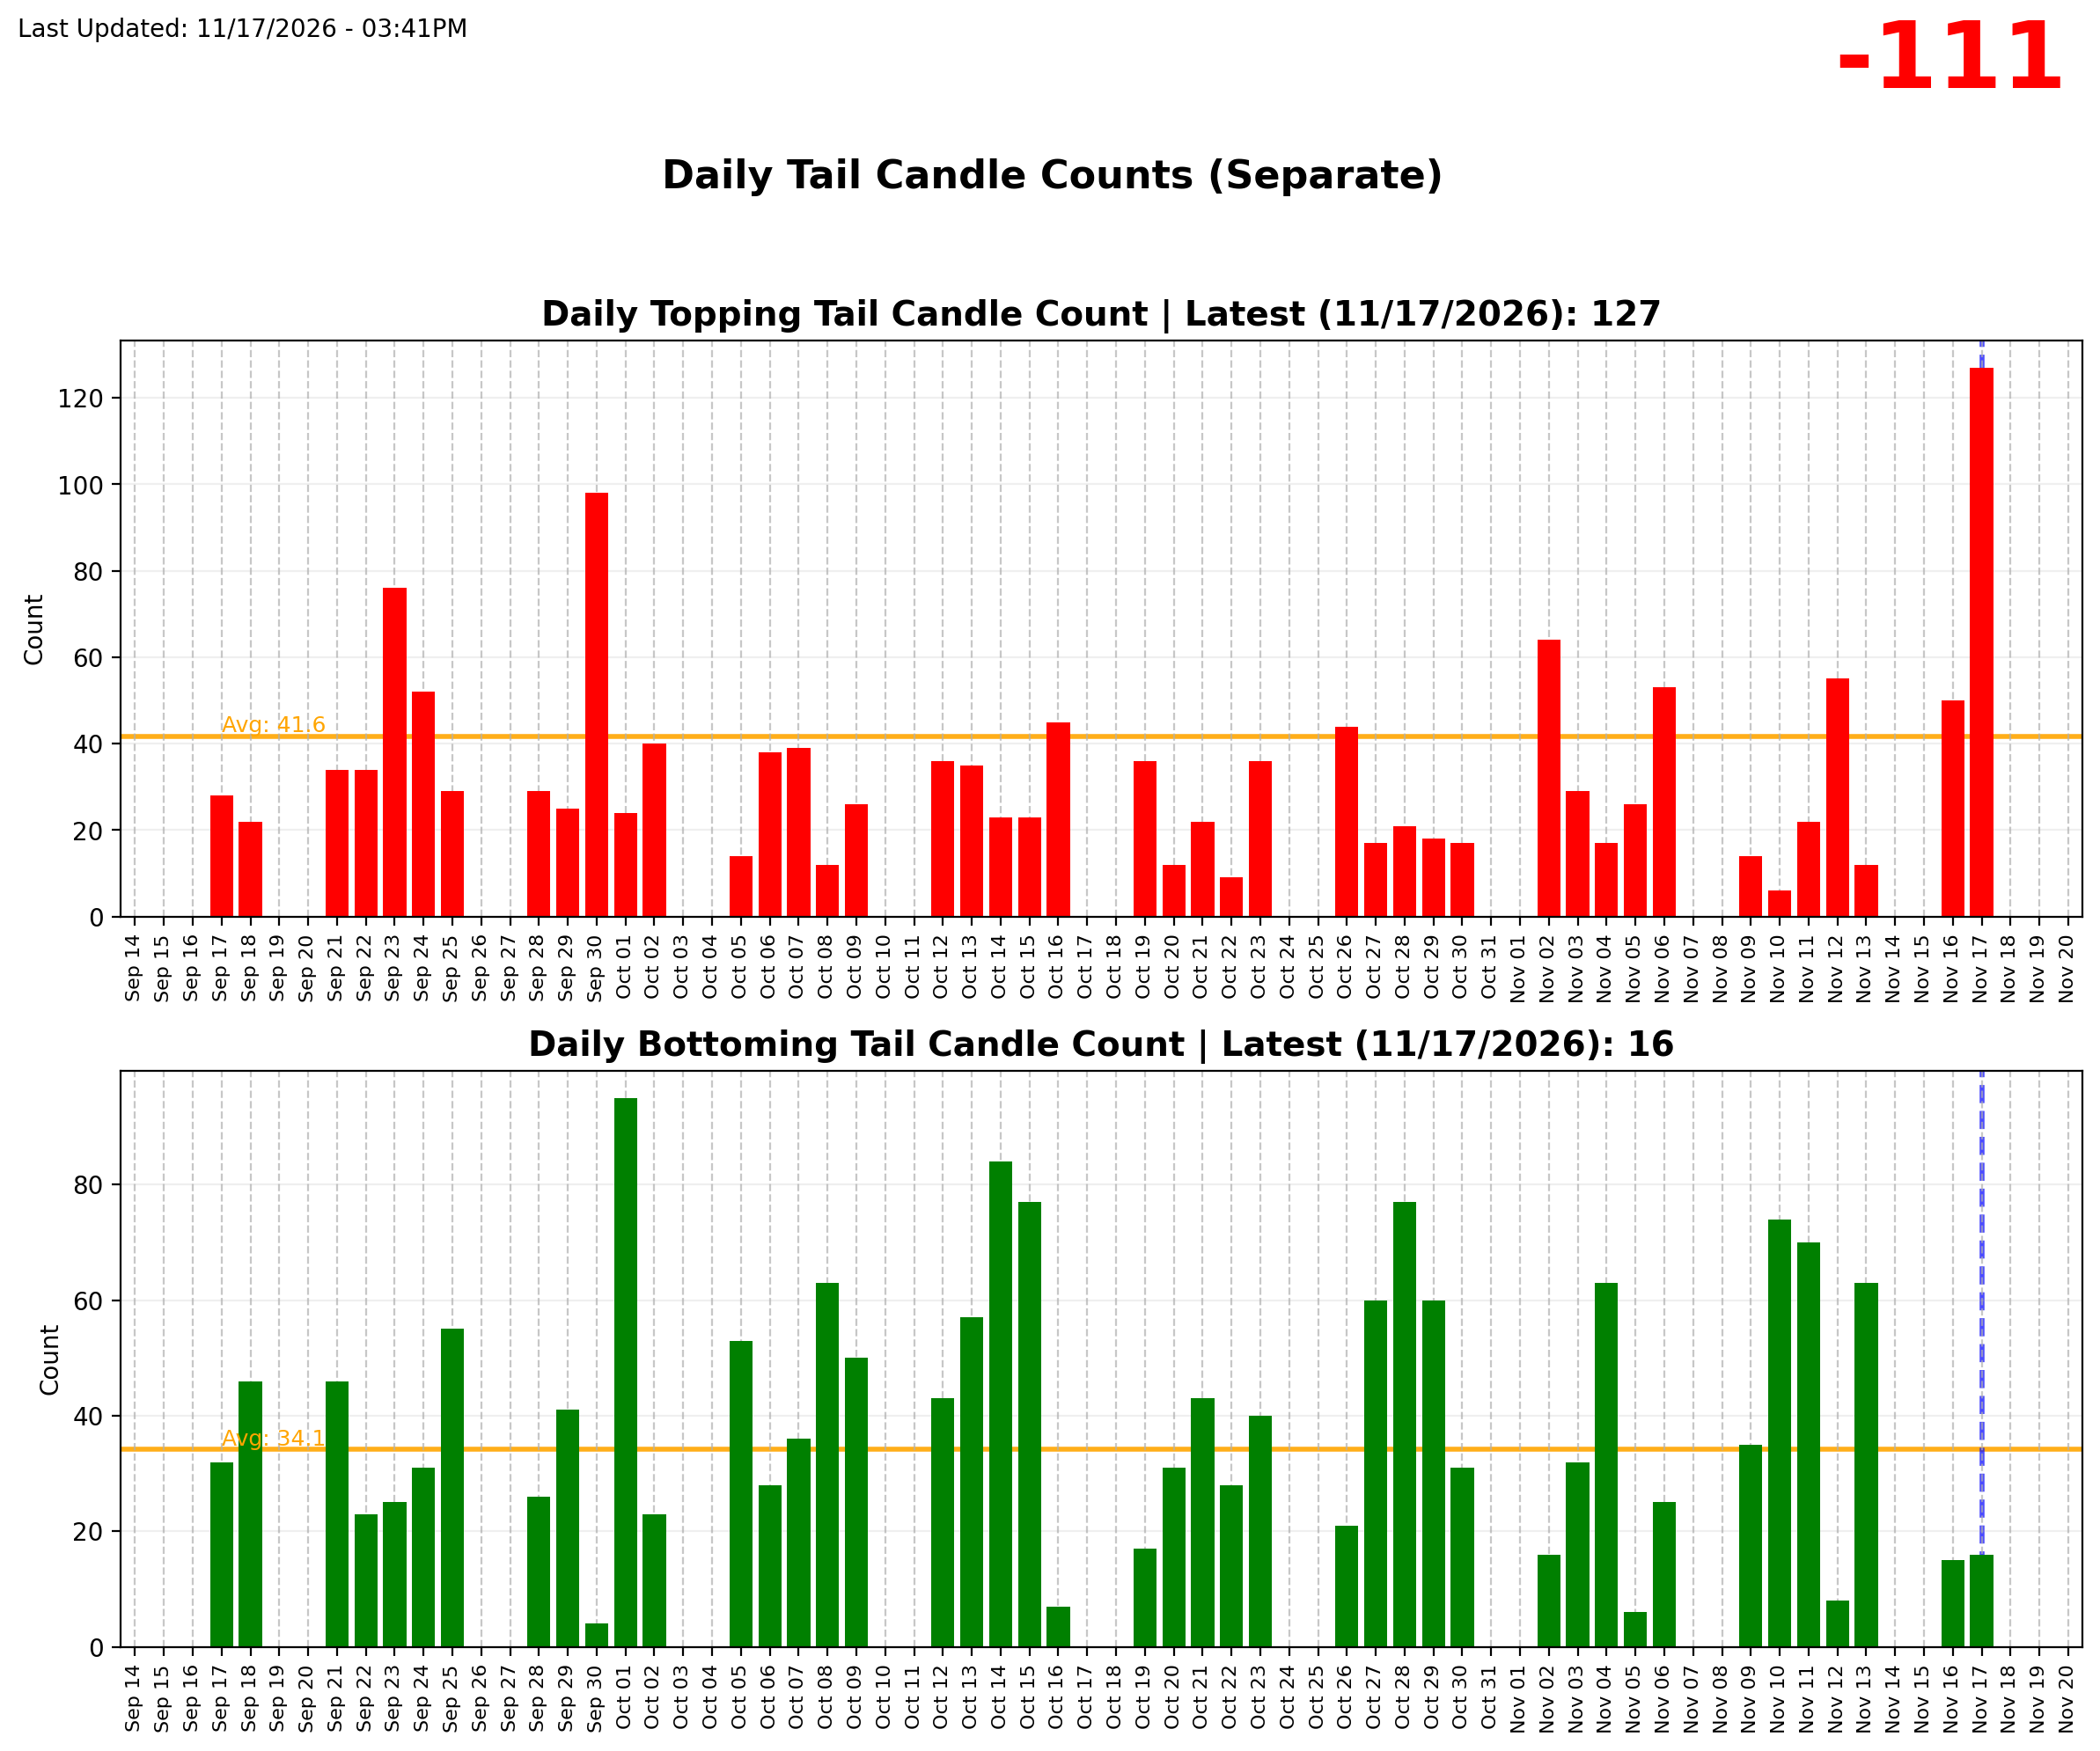 Last Updated: 11/17/2026 - 03:41PM
-111
Daily Tail Candle Counts (Separate)
Daily Topping Tail Candle Count | Latest (11/17/2026): 127
Count
120
100
80
60
40
20
0
Avg: 41.6
Sep 14 Sep 15 Sep 16 Sep 17 Sep 18 Sep 19 Sep 20 Sep 21 Sep 22 Sep 23 Sep 24 Sep 25 Sep 26 Sep 27 Sep 28 Sep 29 Sep 30 Oct 01 Oct 02 Oct 03 Oct 04 Oct 05 Oct 06 Oct 07 Oct 08 Oct 09 Oct 10 Oct 11 Oct 12 Oct 13 Oct 14 Oct 15 Oct 16 Oct 17 Oct 18 Oct 19 Oct 20 Oct 21 Oct 22 Oct 23 Oct 24 Oct 25 Oct 26 Oct 27 Oct 28 Oct 29 Oct 30 Oct 31 Nov 01 Nov 02 Nov 03 Nov 04 Nov 05 Nov 06 Nov 07 Nov 08 Nov 09 Nov 10 Nov 11 Nov 12 Nov 13 Nov 14 Nov 15 Nov 16 Nov 17 Nov 18 Nov 19 Nov 20
Daily Bottoming Tail Candle Count | Latest (11/17/2026): 16
Count
80
60
40
20
0
Avg: 34.1
Sep 14 Sep 15 Sep 16 Sep 17 Sep 18 Sep 19 Sep 20 Sep 21 Sep 22 Sep 23 Sep 24 Sep 25 Sep 26 Sep 27 Sep 28 Sep 29 Sep 30 Oct 01 Oct 02 Oct 03 Oct 04 Oct 05 Oct 06 Oct 07 Oct 08 Oct 09 Oct 10 Oct 11 Oct 12 Oct 13 Oct 14 Oct 15 Oct 16 Oct 17 Oct 18 Oct 19 Oct 20 Oct 21 Oct 22 Oct 23 Oct 24 Oct 25 Oct 26 Oct 27 Oct 28 Oct 29 Oct 30 Oct 31 Nov 01 Nov 02 Nov 03 Nov 04 Nov 05 Nov 06 Nov 07 Nov 08 Nov 09 Nov 10 Nov 11 Nov 12 Nov 13 Nov 14 Nov 15 Nov 16 Nov 17 Nov 18 Nov 19 Nov 20